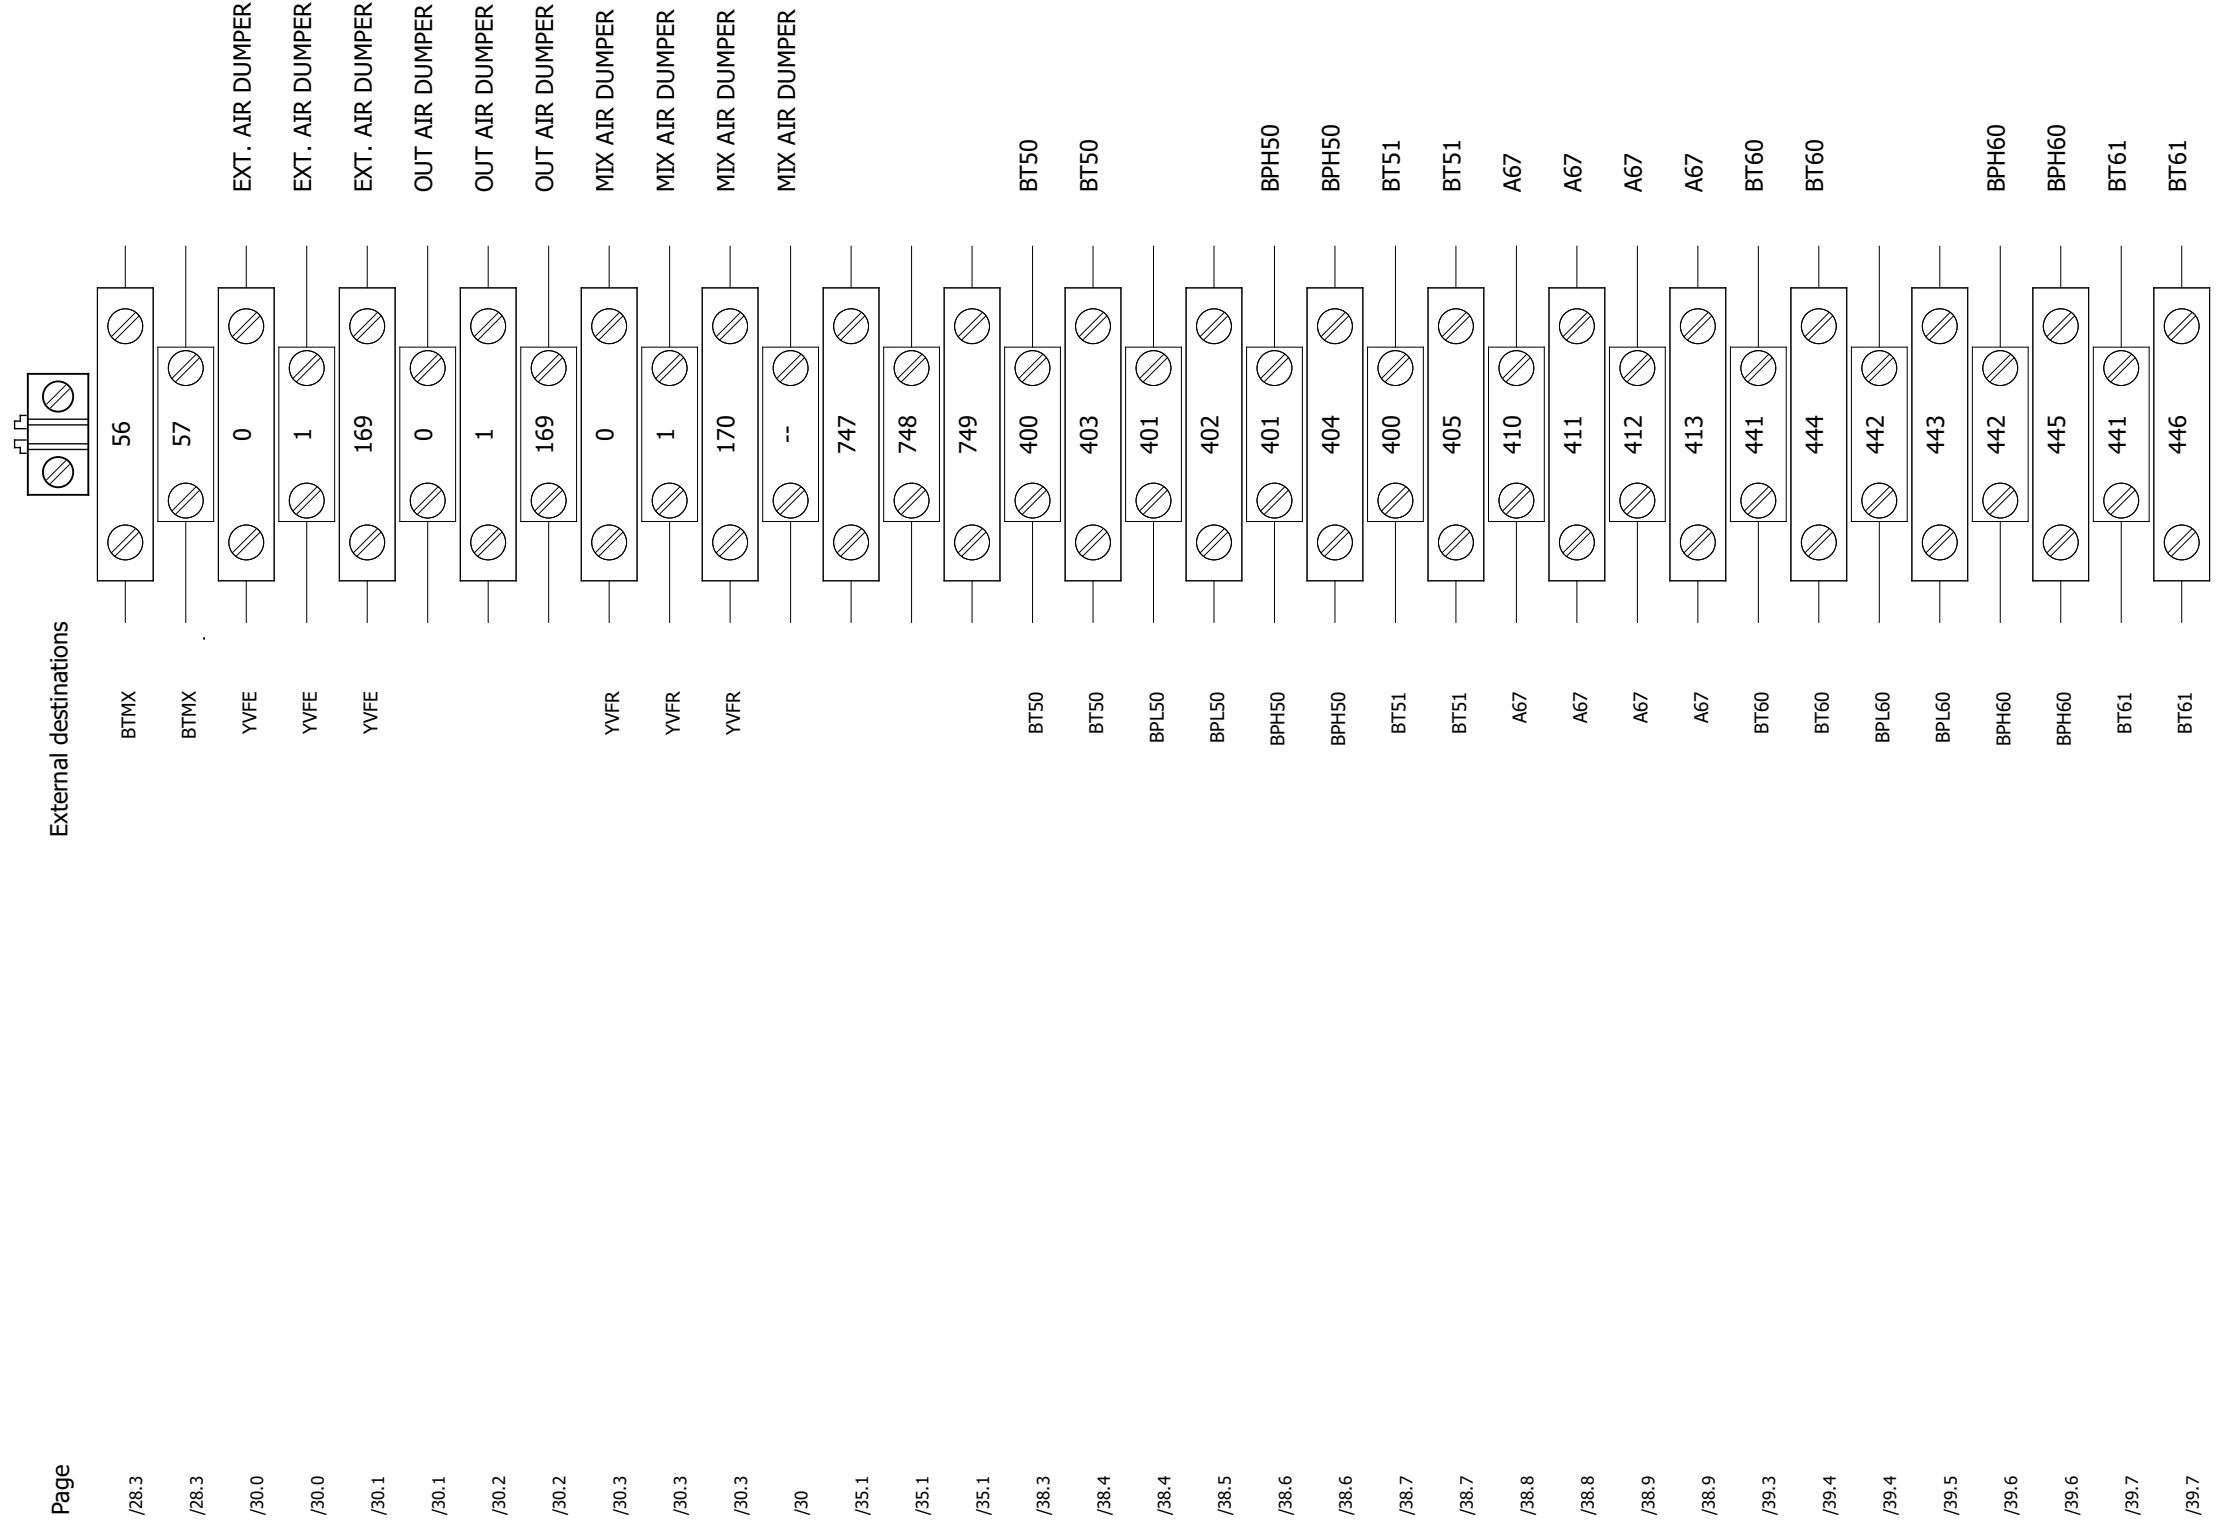 EXT. AIR DUMPER
EXT. AIR DUMPER
EXT. AIR DUMPER
OUT AIR DUMPER
OUT AIR DUMPER
OUT AIR DUMPER
MIX AIR DUMPER
MIX AIR DUMPER
MIX AIR DUMPER
MIX AIR DUMPER
BT50
BT50
BPH50
BPH50
BT51
BT51
A67
A67
A67
A67
BT60
BT60
BPH60
BPH60
BT61
BT61
56
57
0
1
169
0
1
169
0
1
170
--
747
748
749
400
403
401
402
401
404
400
405
410
411
412
413
441
444
442
443
442
445
441
446
External destinations
BTMX
BTMX
YVFE
YVFE
YVFE
YVFR
YVFR
YVFR
BT50
BT50
BPL50
BPL50
BPH50
BPH50
BT51
BT51
A67
A67
A67
A67
BT60
BT60
BPL60
BPL60
BPH60
BPH60
BT61
BT61
Page
/28.3
/28.3
/30.0
/30.0
/30.1
/30.1
/30.2
/30.2
/30.3
/30.3
/30.3
/30
/35.1
/35.1
/35.1
/38.3
/38.4
/38.4
/38.5
/38.6
/38.6
/38.7
/38.7
/38.8
/38.8
/38.9
/38.9
/39.3
/39.4
/39.4
/39.5
/39.6
/39.6
/39.7
/39.7